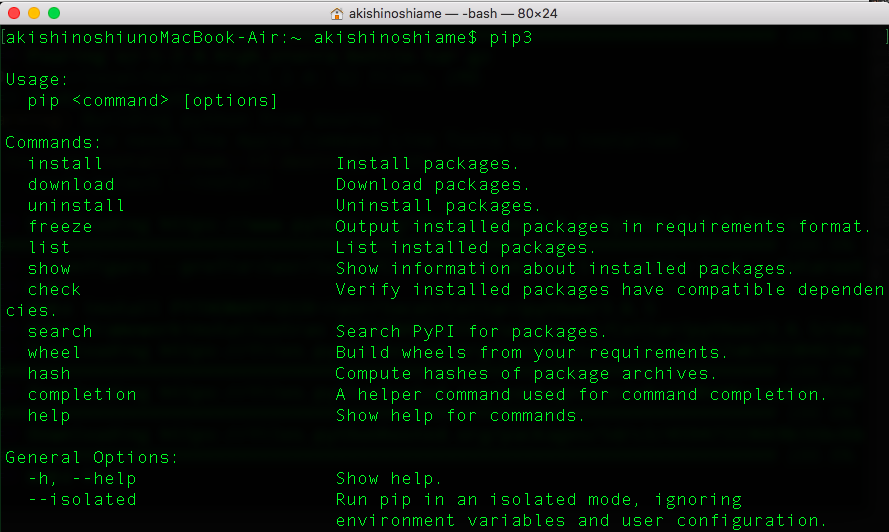 akishinoshiame — -bash — 80×24
[akishinoshiunoMacBook-Air:~ akishinoshiame$ pip3 ]
Usage:
pip <command> [options]
Commands:
install Install packages.
download Download packages.
uninstall Uninstall packages.
freeze Output installed packages in requirements format.
list List installed packages.
show Show information about installed packages.
check Verify installed packages have compatible dependen
cies.
search Search PyPI for packages.
wheel Build wheels from your requirements.
hash Compute hashes of package archives.
completion A helper command used for command completion.
help Show help for commands.
General Options:
-h, --help Show help.
--isolated Run pip in an isolated mode, ignoring
environment variables and user configuration.